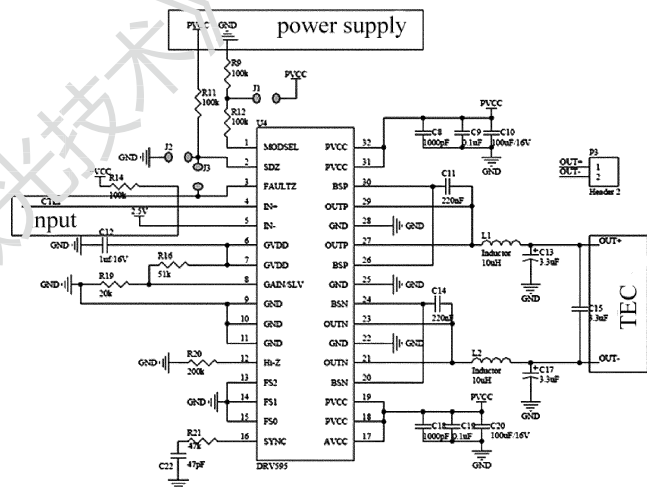 光技术》
power supply
PVCC GND
R9
100k
J1
PVCC
R11
100k
R12
100k
U4
J2
GND
J3
VCC
R14
100k
input
2.5V
GND
C12
1uf/16V
R16
51k
GND
R19
20k
GND
R20
200k
GND
R21
47k
C22
47pF
GND
1 MODSEL PVCC 32
2 SDZ PVCC 31
3 FAULTZ BSP 30
4 IN+ OUTP 29
5 IN- GND 28 GND
6 GVDD OUTP 27
7 GVDD BSP 26
8 GAIN/SLV GND 25 GND
9 GND BSN 24
10 GND OUTN 23
11 GND GND 22 GND
12 Hi-Z OUTN 21
13 FS2 BSN 20
14 FS1 PVCC 19
15 FS0 PVCC 18
16 SYNC AVCC 17
DRV595
PVCC
C8
1000pF
C9
0.1uF
C10
100uF/16V
GND
P3
OUT+ 1
OUT- 2
Header 2
C11
220nF
L1
Inductor
10uH
C13
3.3uF
GND
OUT+
C14
220nF
C15
3.3uF
TEC
L2
Inductor
10uH
C17
3.3uF
GND
OUT-
PVCC
C18
1000pF
C19
0.1uF
C20
100uF/16V
GND